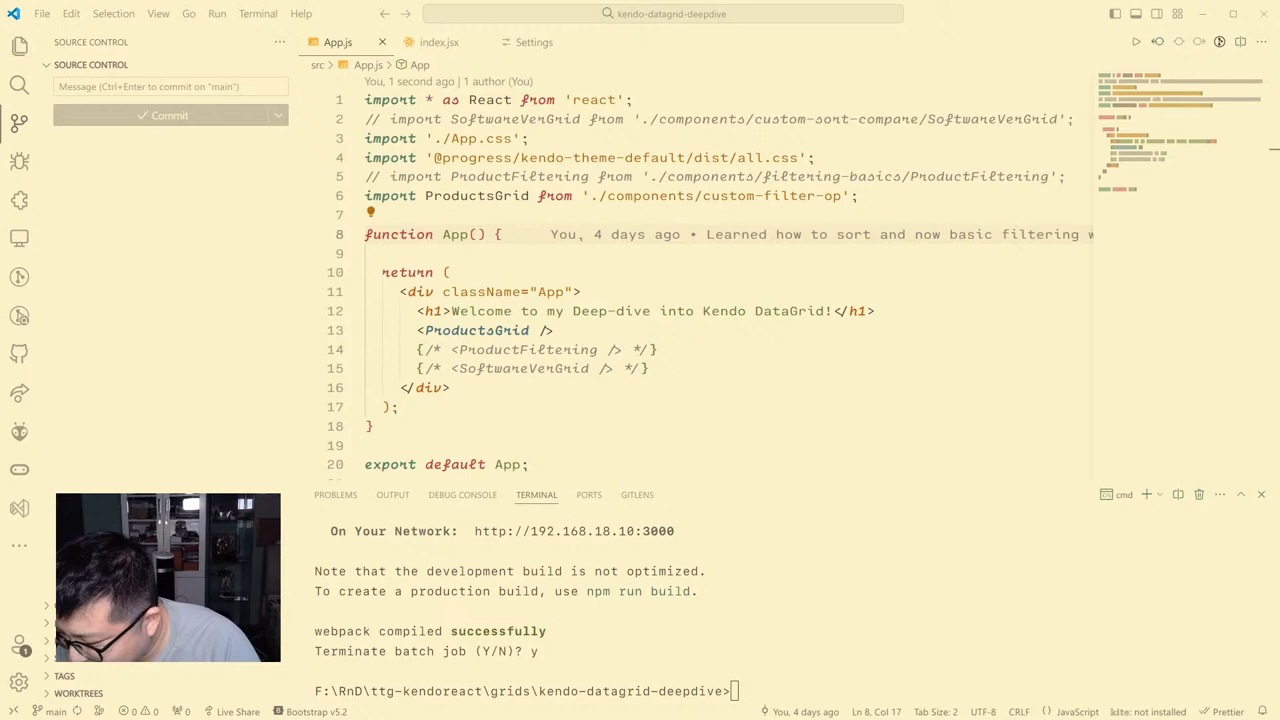 File Edit Selection View Go Run Terminal Help
kendo-datagrid-deepdive
SOURCE CONTROL
SOURCE CONTROL
Message (Ctrl+Enter to commit on "main")
Commit
App.js
index.jsx
Settings
src > App.js > App
You, 1 second ago | 1 author (You)
1 import * as React from 'react';
2 // import SoftwareVerGrid from './components/custom-sort-compare/SoftwareVerGrid';
3 import './App.css';
4 import '@progress/kendo-theme-default/dist/all.css';
5 // import ProductFiltering from './components/filtering-basics/ProductFiltering';
6 import ProductsGrid from './components/custom-filter-op';
7
8 function App() { You, 4 days ago • Learned how to sort and now basic filtering w
9
10 return (
11 <div className="App">
12 <h1>Welcome to my Deep-dive into Kendo DataGrid!</h1>
13 <ProductsGrid />
14 {/* <ProductFiltering /> */}
15 {/* <SoftwareVerGrid /> */}
16 </div>
17 );
18 }
19
20 export default App;
PROBLEMS OUTPUT DEBUG CONSOLE TERMINAL PORTS GITLENS
cmd
On Your Network: http://192.168.18.10:3000
Note that the development build is not optimized.
To create a production build, use npm run build.
webpack compiled successfully
Terminate batch job (Y/N)? y
F:\RnD\ttg-kendoreact\grids\kendo-datagrid-deepdive>
1
TAGS
WORKTREES
main 0 0 0 Live Share Bootstrap v5.2 You, 4 days ago Ln 8, Col 17 Tab Size: 2 UTF-8 CRLF {} JavaScript kite: not installed Prettier